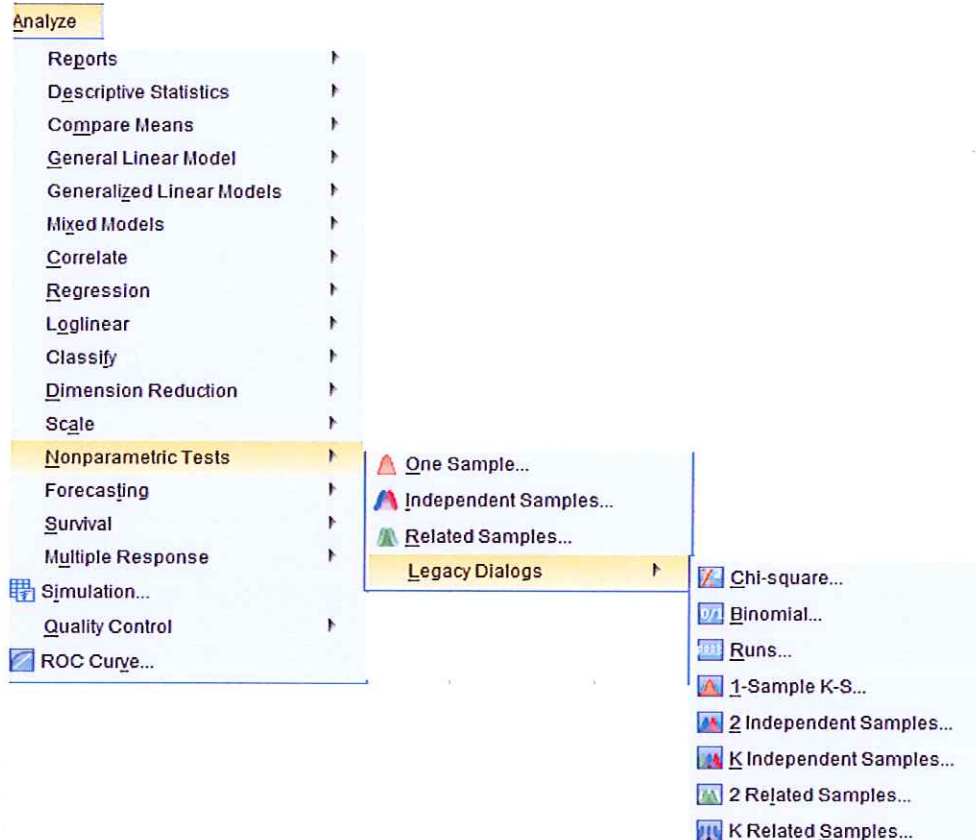 Analyze
Reports
Descriptive Statistics
Compare Means
General Linear Model
Generalized Linear Models
Mixed Models
Correlate
Regression
Loglinear
Classify
Dimension Reduction
Scale
Nonparametric Tests
Forecasting
Survival
Multiple Response
Simulation...
Quality Control
ROC Curve...
One Sample...
Independent Samples...
Related Samples...
Legacy Dialogs
Chi-square...
Binomial...
Runs...
1-Sample K-S...
2 Independent Samples...
K Independent Samples...
2 Related Samples...
K Related Samples...